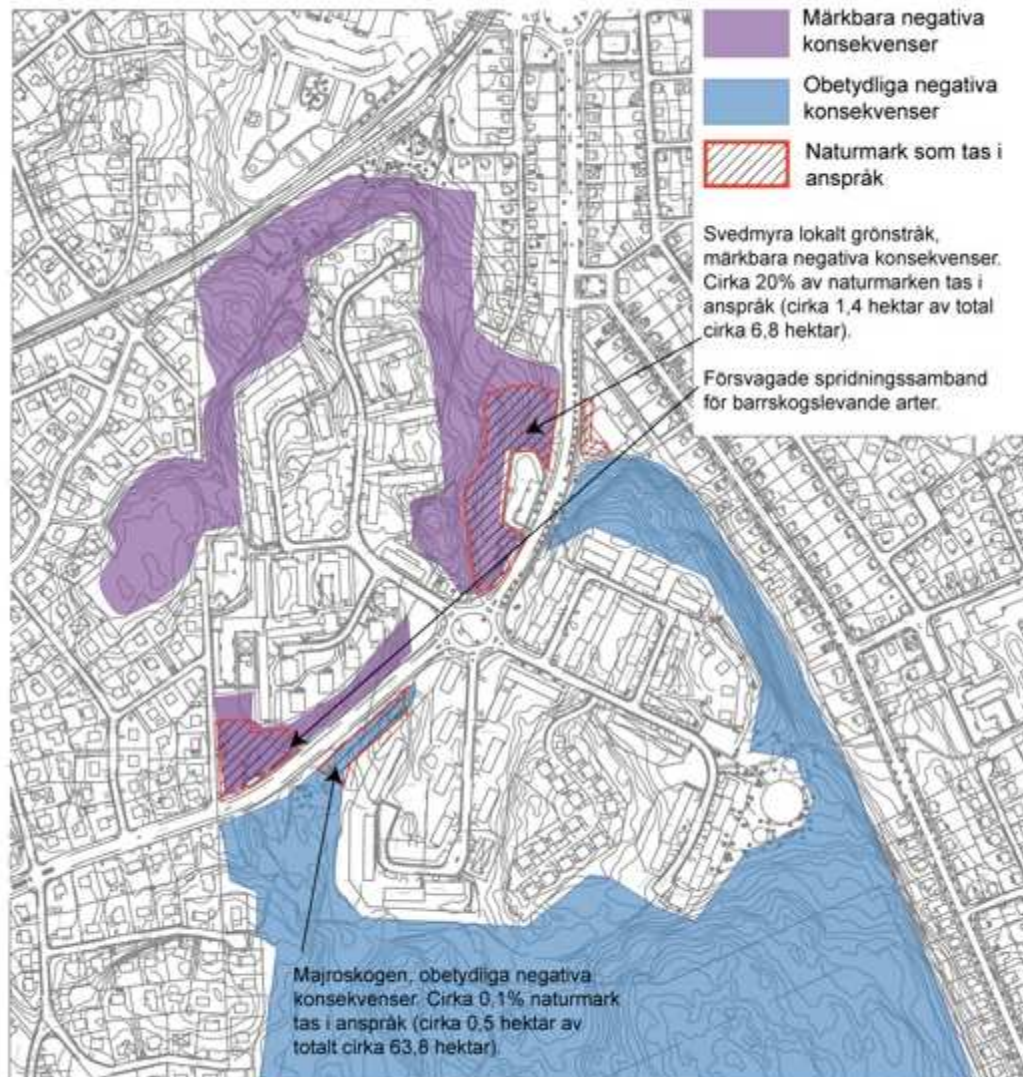 Märkbara negativa
konsekvenser
Obetydliga negativa
konsekvenser
Naturmark som tas i
anspråk
Svedmyra lokalt grönstråk,
märkbara negativa konsekvenser.
Cirka 20% av naturmarken tas i
anspråk (cirka 1,4 hektar av total
cirka 6,8 hektar).
Försvagade spridningssamband
för barrskogslevande arter.
Majroskogen, obetydliga negativa
konsekvenser. Cirka 0,1% naturmark
tas i anspråk (cirka 0,5 hektar av
totalt cirka 63,8 hektar).